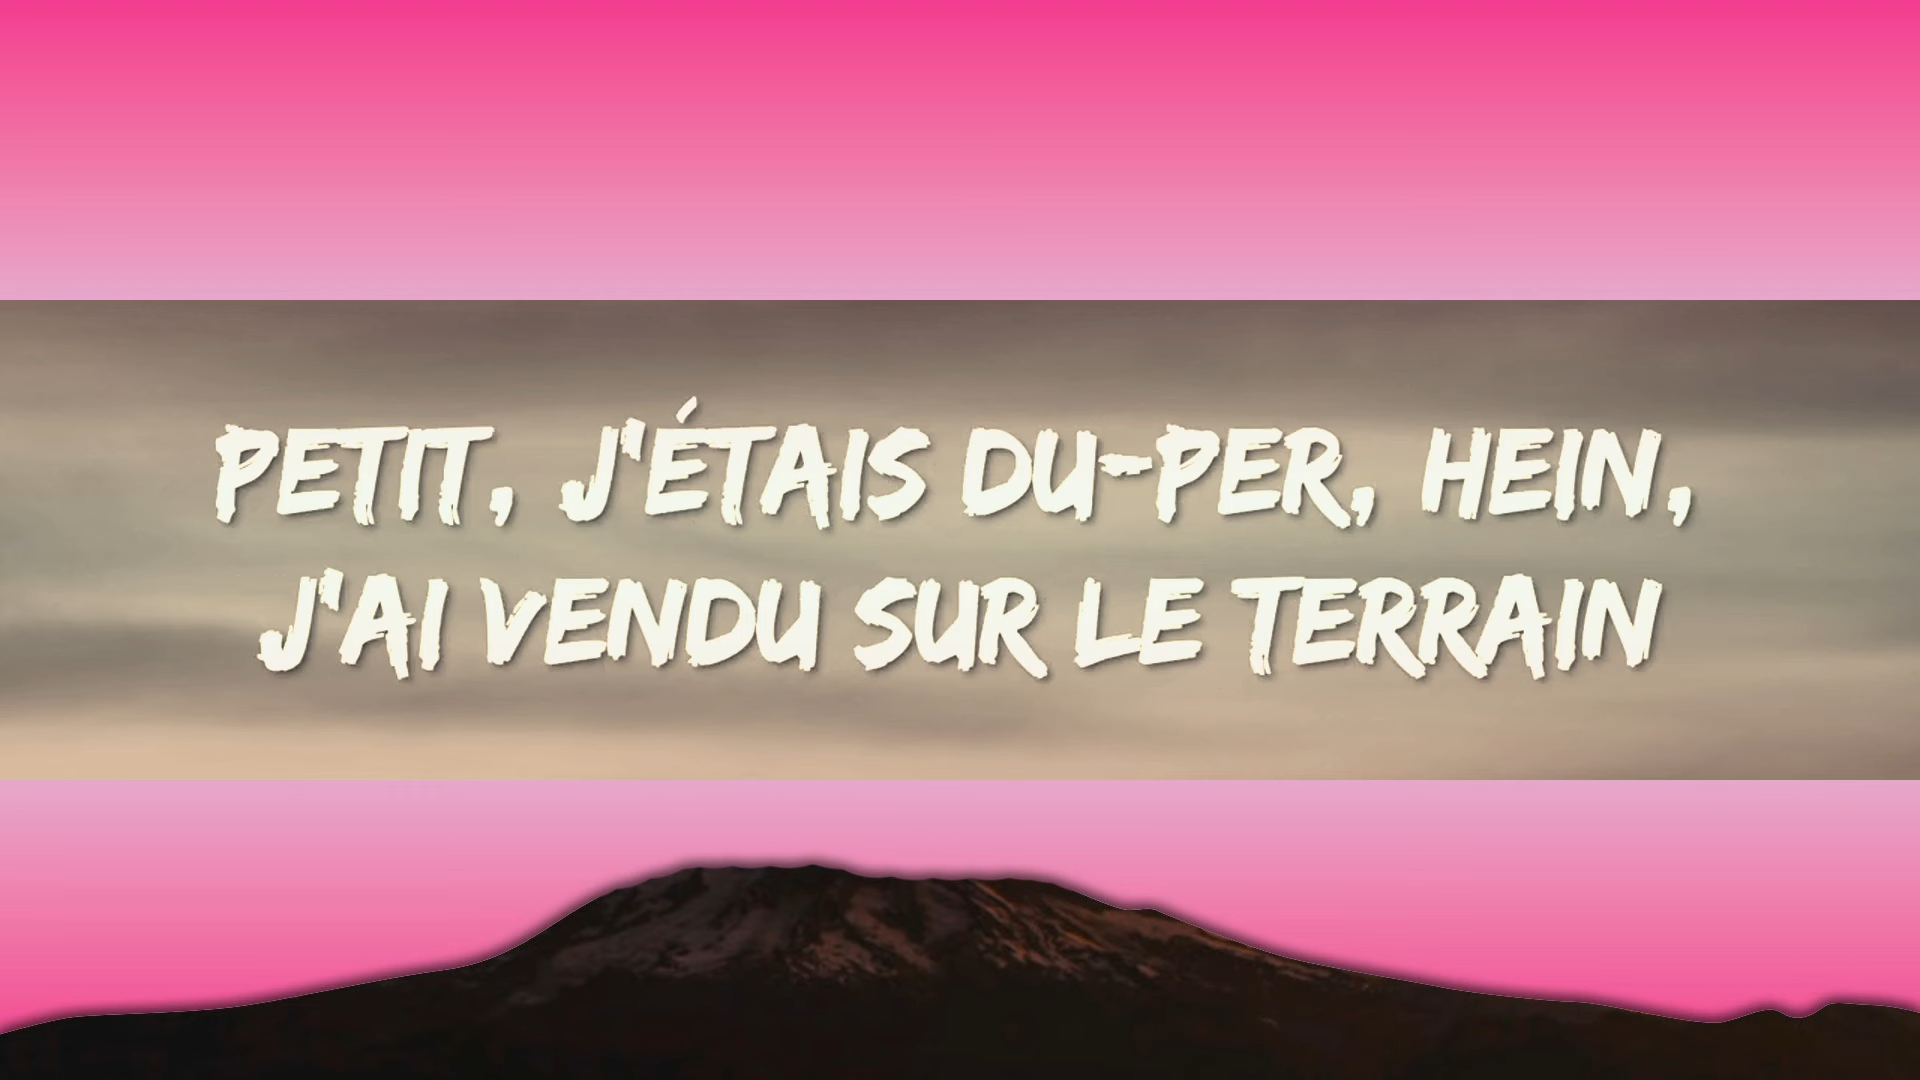 PETIT, J'ÉTAIS DU-PER, HEIN,
J'AI VENDU SUR LE TERRAIN